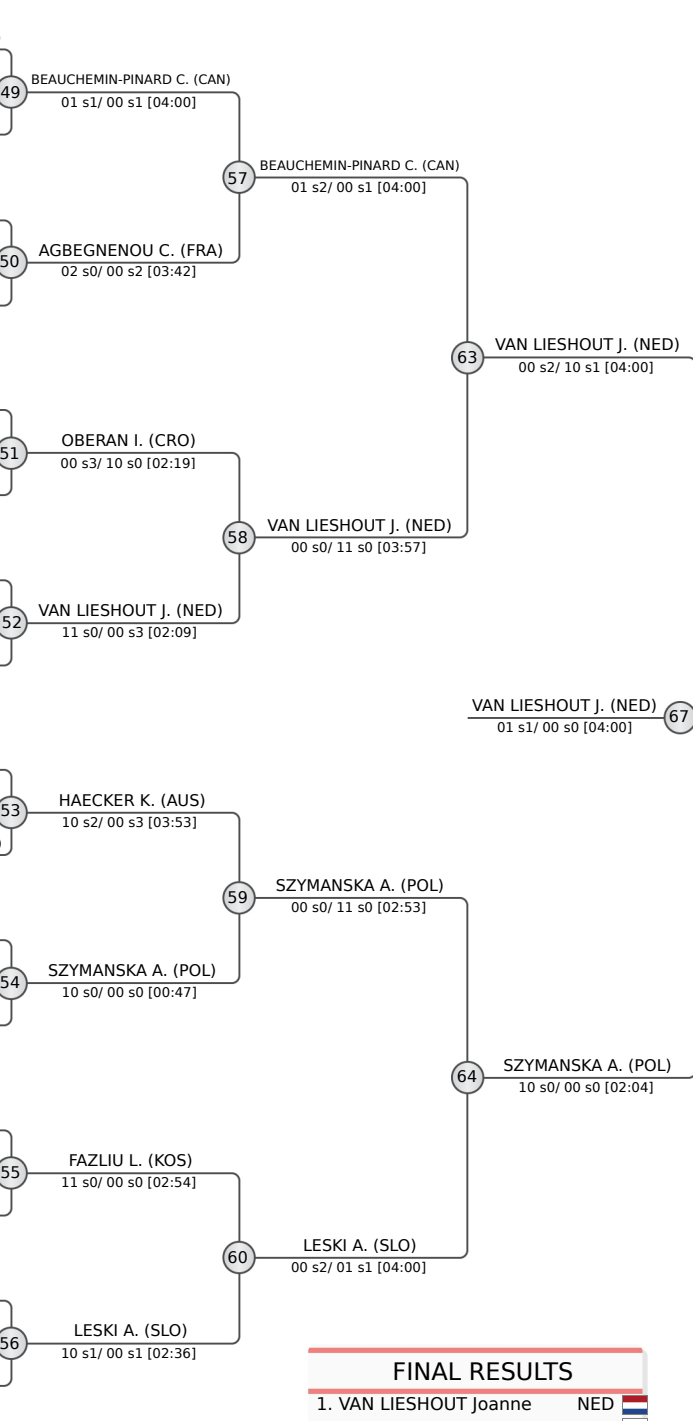 49
BEAUCHEMIN-PINARD C. (CAN)
01 s1/ 00 s1 [04:00]
57
BEAUCHEMIN-PINARD C. (CAN)
01 s2/ 00 s1 [04:00]
50
AGBEGNENOU C. (FRA)
02 s0/ 00 s2 [03:42]
63
VAN LIESHOUT J. (NED)
00 s2/ 10 s1 [04:00]
51
OBERAN I. (CRO)
00 s3/ 10 s0 [02:19]
58
VAN LIESHOUT J. (NED)
00 s0/ 11 s0 [03:57]
52
VAN LIESHOUT J. (NED)
11 s0/ 00 s3 [02:09]
VAN LIESHOUT J. (NED)
01 s1/ 00 s0 [04:00]
67
53
HAECKER K. (AUS)
10 s2/ 00 s3 [03:53]
59
SZYMANSKA A. (POL)
00 s0/ 11 s0 [02:53]
54
SZYMANSKA A. (POL)
10 s0/ 00 s0 [00:47]
64
SZYMANSKA A. (POL)
10 s0/ 00 s0 [02:04]
55
FAZLIU L. (KOS)
11 s0/ 00 s0 [02:54]
60
LESKI A. (SLO)
00 s2/ 01 s1 [04:00]
56
LESKI A. (SLO)
10 s1/ 00 s1 [02:36]
FINAL RESULTS
1. VAN LIESHOUT Joanne NED